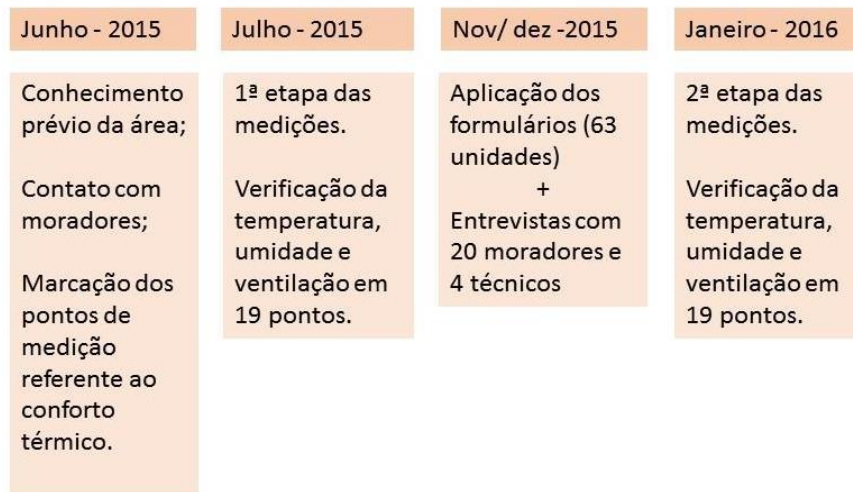 Junho - 2015
Conhecimento
prévio da área;
Contato com
moradores;
Marcação dos
pontos de
medição
referente ao
conforto
térmico.
Julho - 2015
1ª etapa das
medições.
Verificação da
temperatura,
umidade e
ventilação em
19 pontos.
Nov/ dez -2015
Aplicação dos
formulários (63
unidades)
+
Entrevistas com
20 moradores e
4 técnicos
Janeiro - 2016
2ª etapa das
medições.
Verificação da
temperatura,
umidade e
ventilação em
19 pontos.